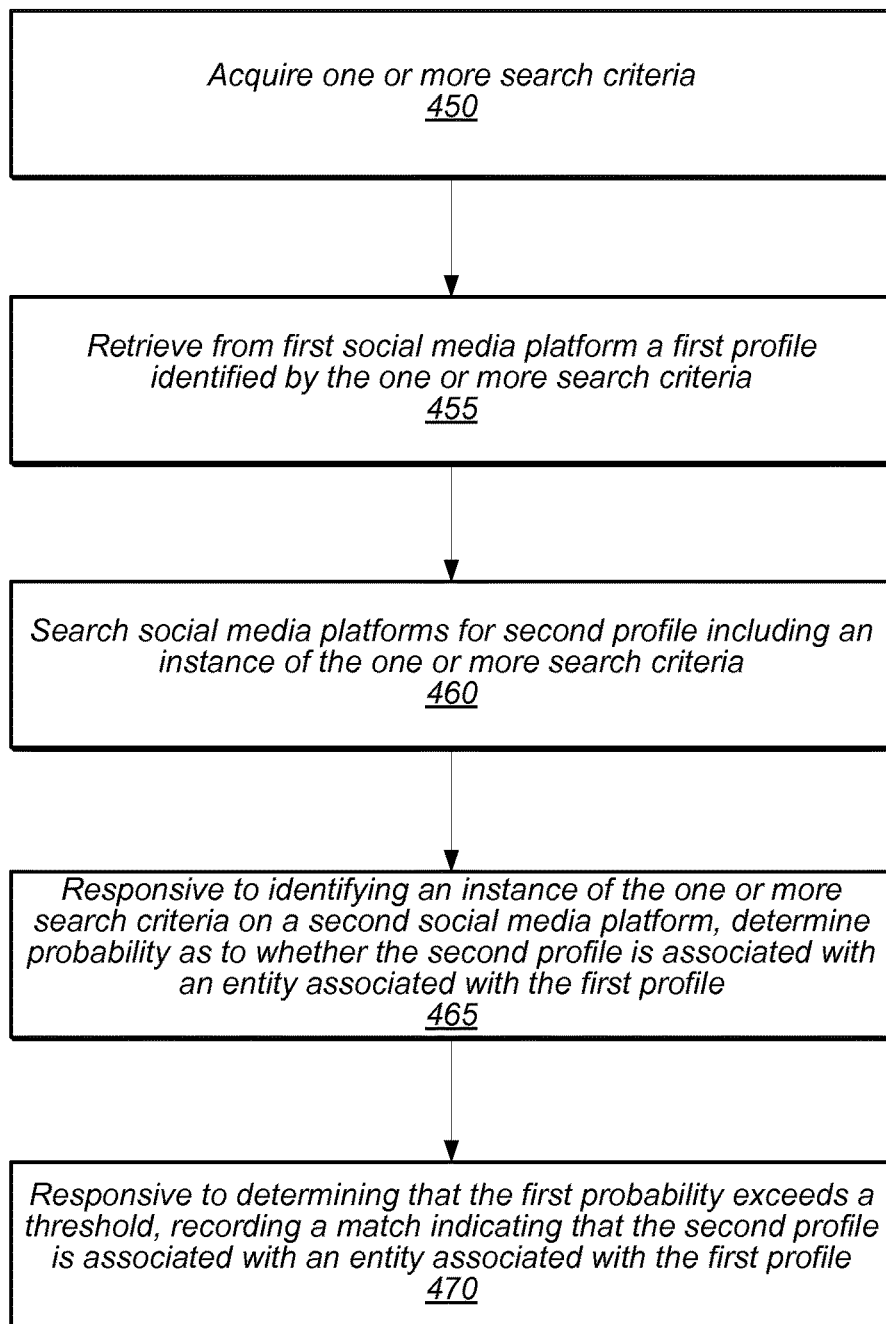 Acquire one or more search criteria
450
Retrieve from first social media platform a first profile
identified by the one or more search criteria
455
Search social media platforms for second profile including an
instance of the one or more search criteria
460
Responsive to identifying an instance of the one or more
search criteria on a second social media platform, determine
probability as to whether the second profile is associated with
an entity associated with the first profile
465
Responsive to determining that the first probability exceeds a
threshold, recording a match indicating that the second profile
is associated with an entity associated with the first profile
470